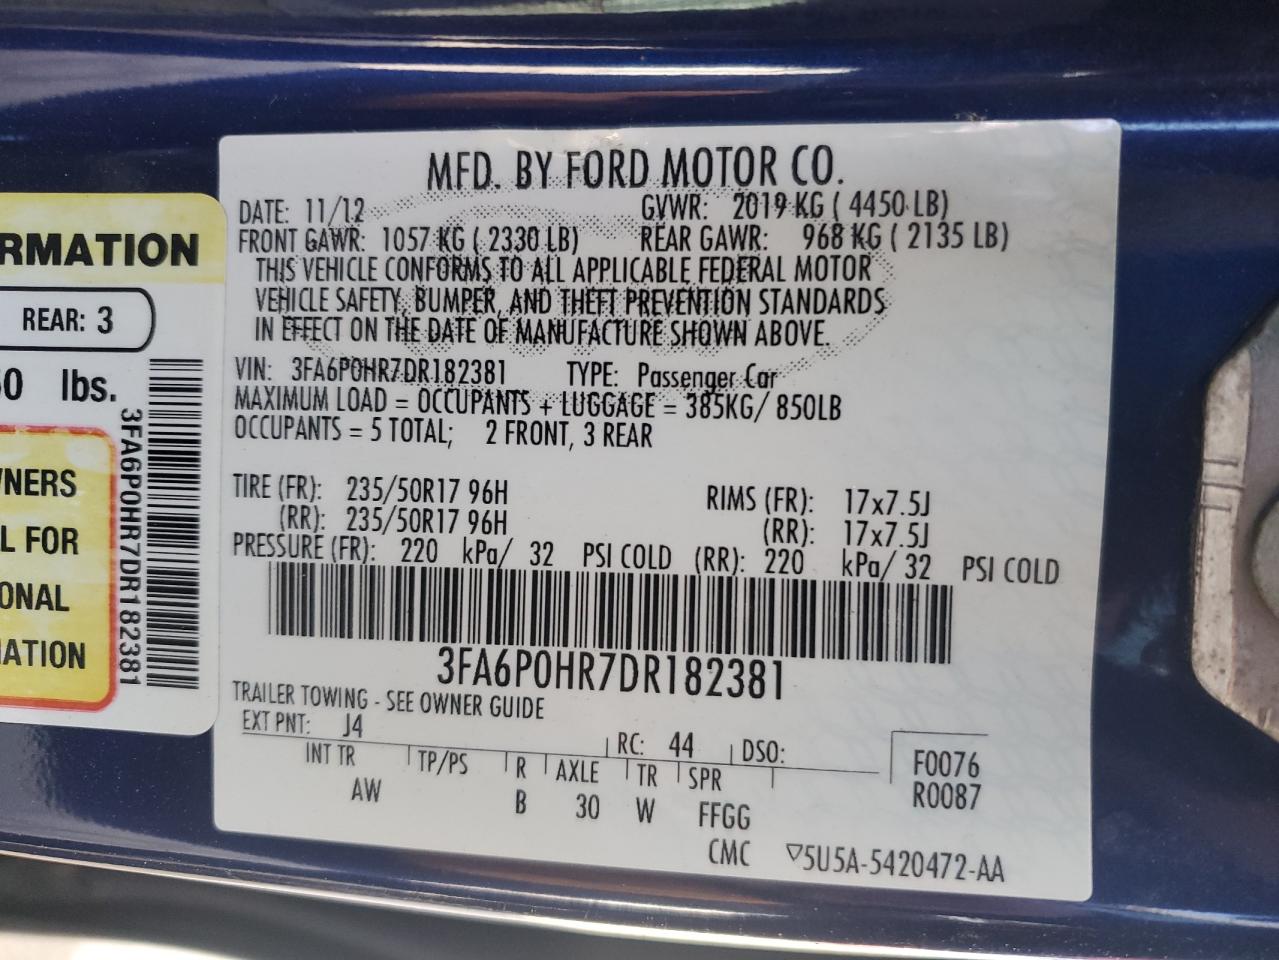 MFD. BY FORD MOTOR CO.
DATE: 11/12 GVWR: 2019 KG ( 4450 LB)
FRONT GAWR: 1057 KG ( 2330 LB) REAR GAWR: 968 KG ( 2135 LB)
THIS VEHICLE CONFORMS TO ALL APPLICABLE FEDERAL MOTOR
VEHICLE SAFETY, BUMPER, AND THEFT PREVENTION STANDARDS
IN EFFECT ON THE DATE OF MANUFACTURE SHOWN ABOVE.
VIN: 3FA6P0HR7DR182381 TYPE: Passenger Car
MAXIMUM LOAD = OCCUPANTS + LUGGAGE = 385KG/ 850LB
OCCUPANTS = 5 TOTAL; 2 FRONT, 3 REAR
TIRE (FR): 235/50R17 96H RIMS (FR): 17x7.5J
(RR): 235/50R17 96H (RR): 17x7.5J
PRESSURE (FR): 220 kPa/ 32 PSI COLD (RR): 220 kPa/ 32 PSI COLD
3FA6P0HR7DR182381
TRAILER TOWING - SEE OWNER GUIDE
EXT PNT: J4 RC: 44 DSO:
INT TR TP/PS R AXLE TR SPR F0076
AW B 30 W FFGG R0087
CMC ▽5U5A-5420472-AA
RMATION
REAR: 3
50 lbs.
3FA6P0HR7DR182381
WNERS
L FOR
ONAL
MATION